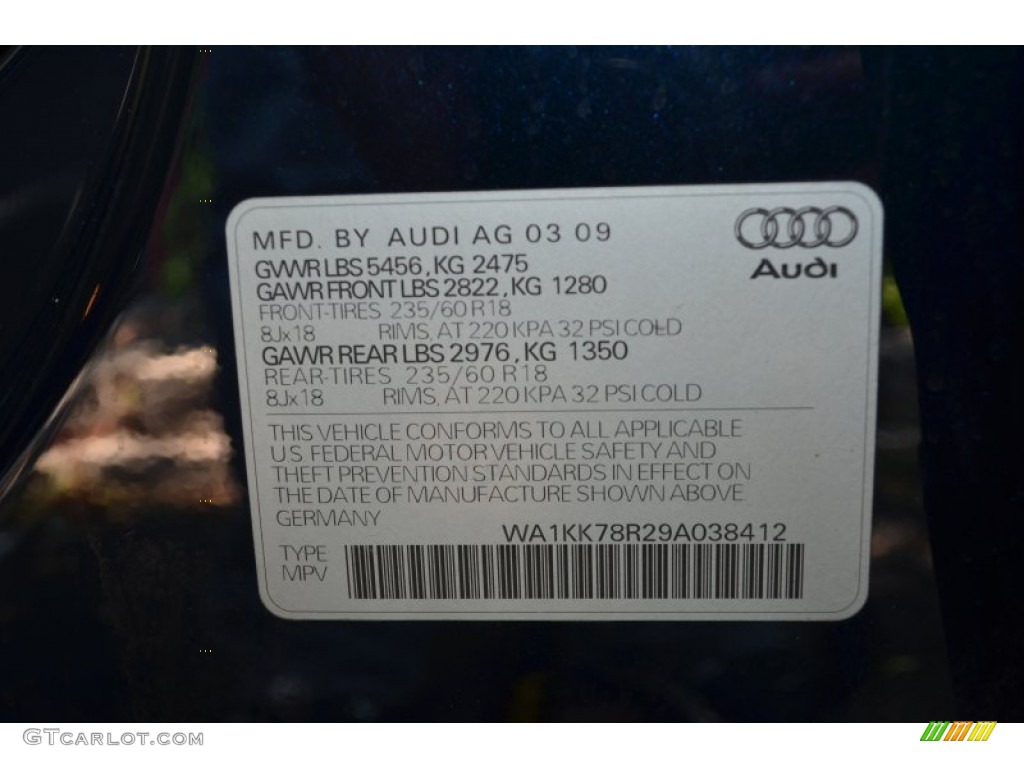 MFD. BY AUDI AG 03 09
Audi
GVWR LBS 5456, KG 2475
GAWR FRONT LBS 2822, KG 1280
FRONT-TIRES 235/60 R18
8Jx18 RIMS, AT 220 KPA 32 PSI COLD
GAWR REAR LBS 2976, KG 1350
REAR-TIRES 235/60 R18
8Jx18 RIMS, AT 220 KPA 32 PSI COLD
THIS VEHICLE CONFORMS TO ALL APPLICABLE
U.S. FEDERAL MOTOR VEHICLE SAFETY AND
THEFT PREVENTION STANDARDS IN EFFECT ON
THE DATE OF MANUFACTURE SHOWN ABOVE.
GERMANY
WA1KK78R29A038412
TYPE
MPV
GTCARLOT.COM